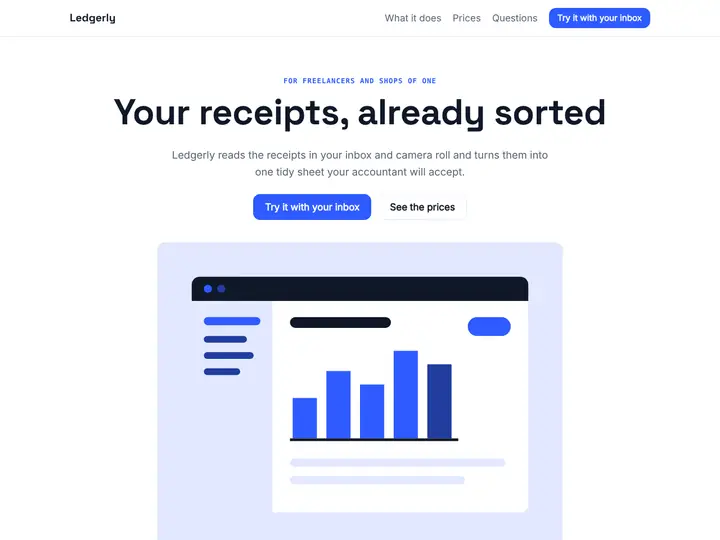 Ledgerly
What it does
Prices
Questions
Try it with your inbox
FOR FREELANCERS AND SHOPS OF ONE
Your receipts, already sorted
Ledgerly reads the receipts in your inbox and camera roll and turns them into
one tidy sheet your accountant will accept.
Try it with your inbox
See the prices